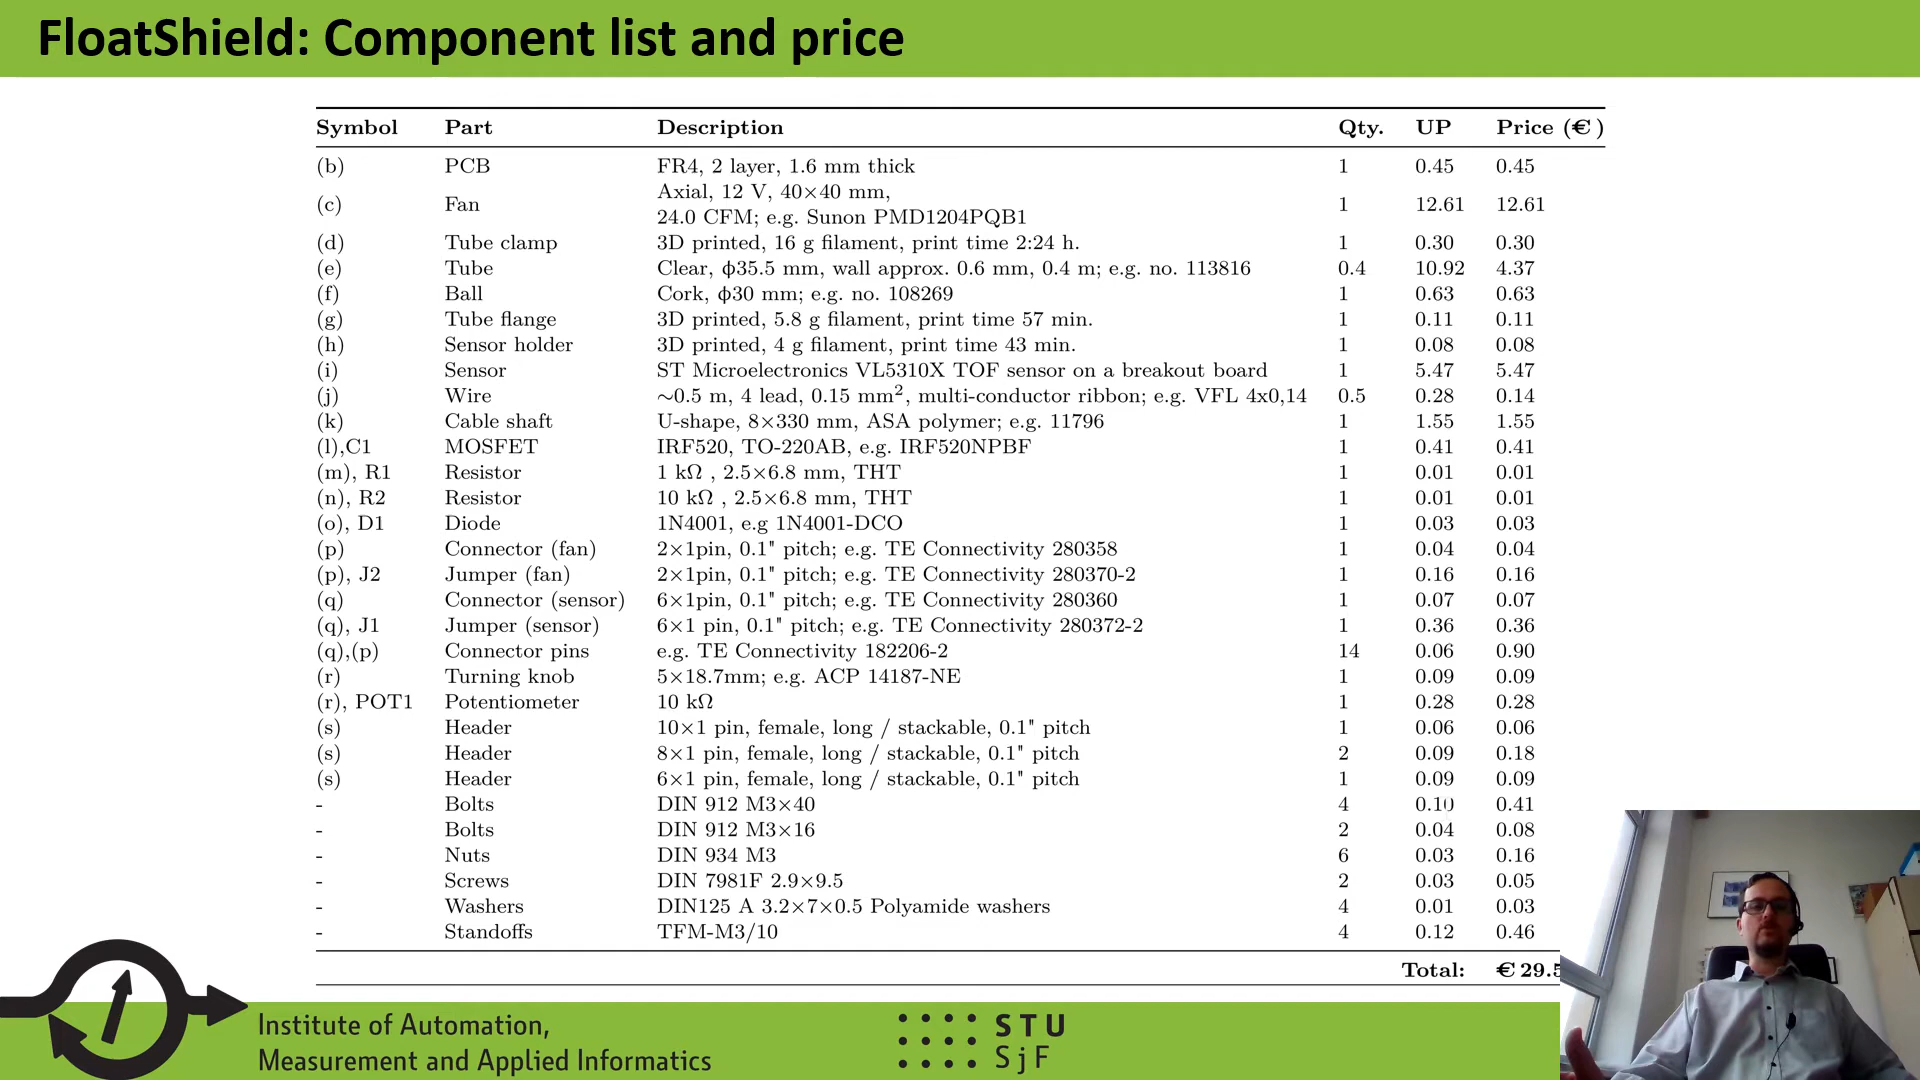 FloatShield: Component list and price
Symbol Part Description Qty. UP Price (€)
(b) PCB FR4, 2 layer, 1.6 mm thick 1 0.45 0.45
(c) Fan Axial, 12 V, 40×40 mm, 24.0 CFM; e.g. Sunon PMD1204PQB1 1 12.61 12.61
(d) Tube clamp 3D printed, 16 g filament, print time 2:24 h. 1 0.30 0.30
(e) Tube Clear, ϕ35.5 mm, wall approx. 0.6 mm, 0.4 m; e.g. no. 113816 0.4 10.92 4.37
(f) Ball Cork, ϕ30 mm; e.g. no. 108269 1 0.63 0.63
(g) Tube flange 3D printed, 5.8 g filament, print time 57 min. 1 0.11 0.11
(h) Sensor holder 3D printed, 4 g filament, print time 43 min. 1 0.08 0.08
(i) Sensor ST Microelectronics VL5310X TOF sensor on a breakout board 1 5.47 5.47
(j) Wire ~0.5 m, 4 lead, 0.15 mm², multi-conductor ribbon; e.g. VFL 4x0,14 0.5 0.28 0.14
(k) Cable shaft U-shape, 8×330 mm, ASA polymer; e.g. 11796 1 1.55 1.55
(l),C1 MOSFET IRF520, TO-220AB, e.g. IRF520NPBF 1 0.41 0.41
(m), R1 Resistor 1 kΩ , 2.5×6.8 mm, THT 1 0.01 0.01
(n), R2 Resistor 10 kΩ , 2.5×6.8 mm, THT 1 0.01 0.01
(o), D1 Diode 1N4001, e.g 1N4001-DCO 1 0.03 0.03
(p) Connector (fan) 2×1pin, 0.1" pitch; e.g. TE Connectivity 280358 1 0.04 0.04
(p), J2 Jumper (fan) 2×1pin, 0.1" pitch; e.g. TE Connectivity 280370-2 1 0.16 0.16
(q) Connector (sensor) 6×1pin, 0.1" pitch; e.g. TE Connectivity 280360 1 0.07 0.07
(q), J1 Jumper (sensor) 6×1 pin, 0.1" pitch; e.g. TE Connectivity 280372-2 1 0.36 0.36
(q),(p) Connector pins e.g. TE Connectivity 182206-2 14 0.06 0.90
(r) Turning knob 5×18.7mm; e.g. ACP 14187-NE 1 0.09 0.09
(r), POT1 Potentiometer 10 kΩ 1 0.28 0.28
(s) Header 10×1 pin, female, long / stackable, 0.1" pitch 1 0.06 0.06
(s) Header 8×1 pin, female, long / stackable, 0.1" pitch 2 0.09 0.18
(s) Header 6×1 pin, female, long / stackable, 0.1" pitch 1 0.09 0.09
- Bolts DIN 912 M3×40 4 0.10 0.41
- Bolts DIN 912 M3×16 2 0.04 0.08
- Nuts DIN 934 M3 6 0.03 0.16
- Screws DIN 7981F 2.9×9.5 2 0.03 0.05
- Washers DIN125 A 3.2×7×0.5 Polyamide washers 4 0.01 0.03
- Standoffs TFM-M3/10 4 0.12 0.46
Total: € 29.5
Institute of Automation,
Measurement and Applied Informatics
STU
SjF